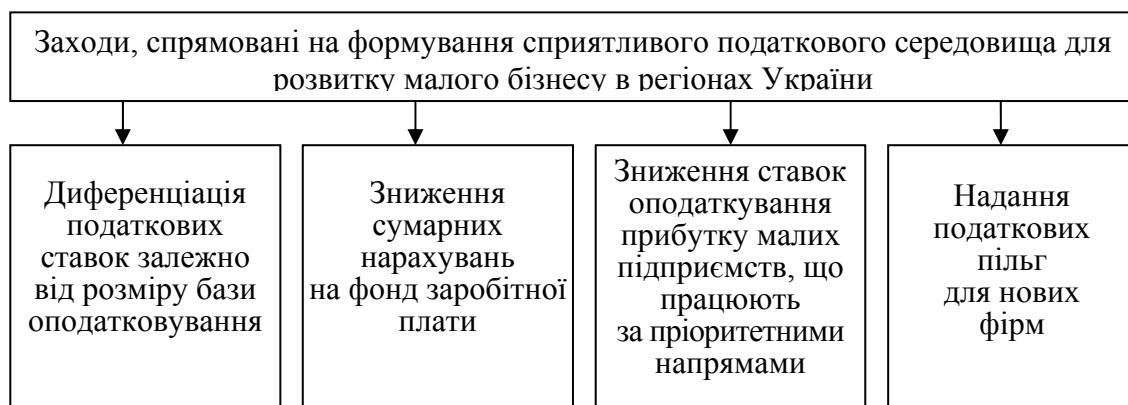 Заходи, спрямовані на формування сприятливого податкового середовища для
розвитку малого бізнесу в регіонах України
Диференціація
податкових
ставок залежно
від розміру бази
оподатковування
Зниження
сумарних
нарахувань
на фонд заробітної
плати
Зниження ставок
оподаткування
прибутку малих
підприємств, що
працюють
за пріоритетними
напрямами
Надання
податкових
пільг
для нових
фірм